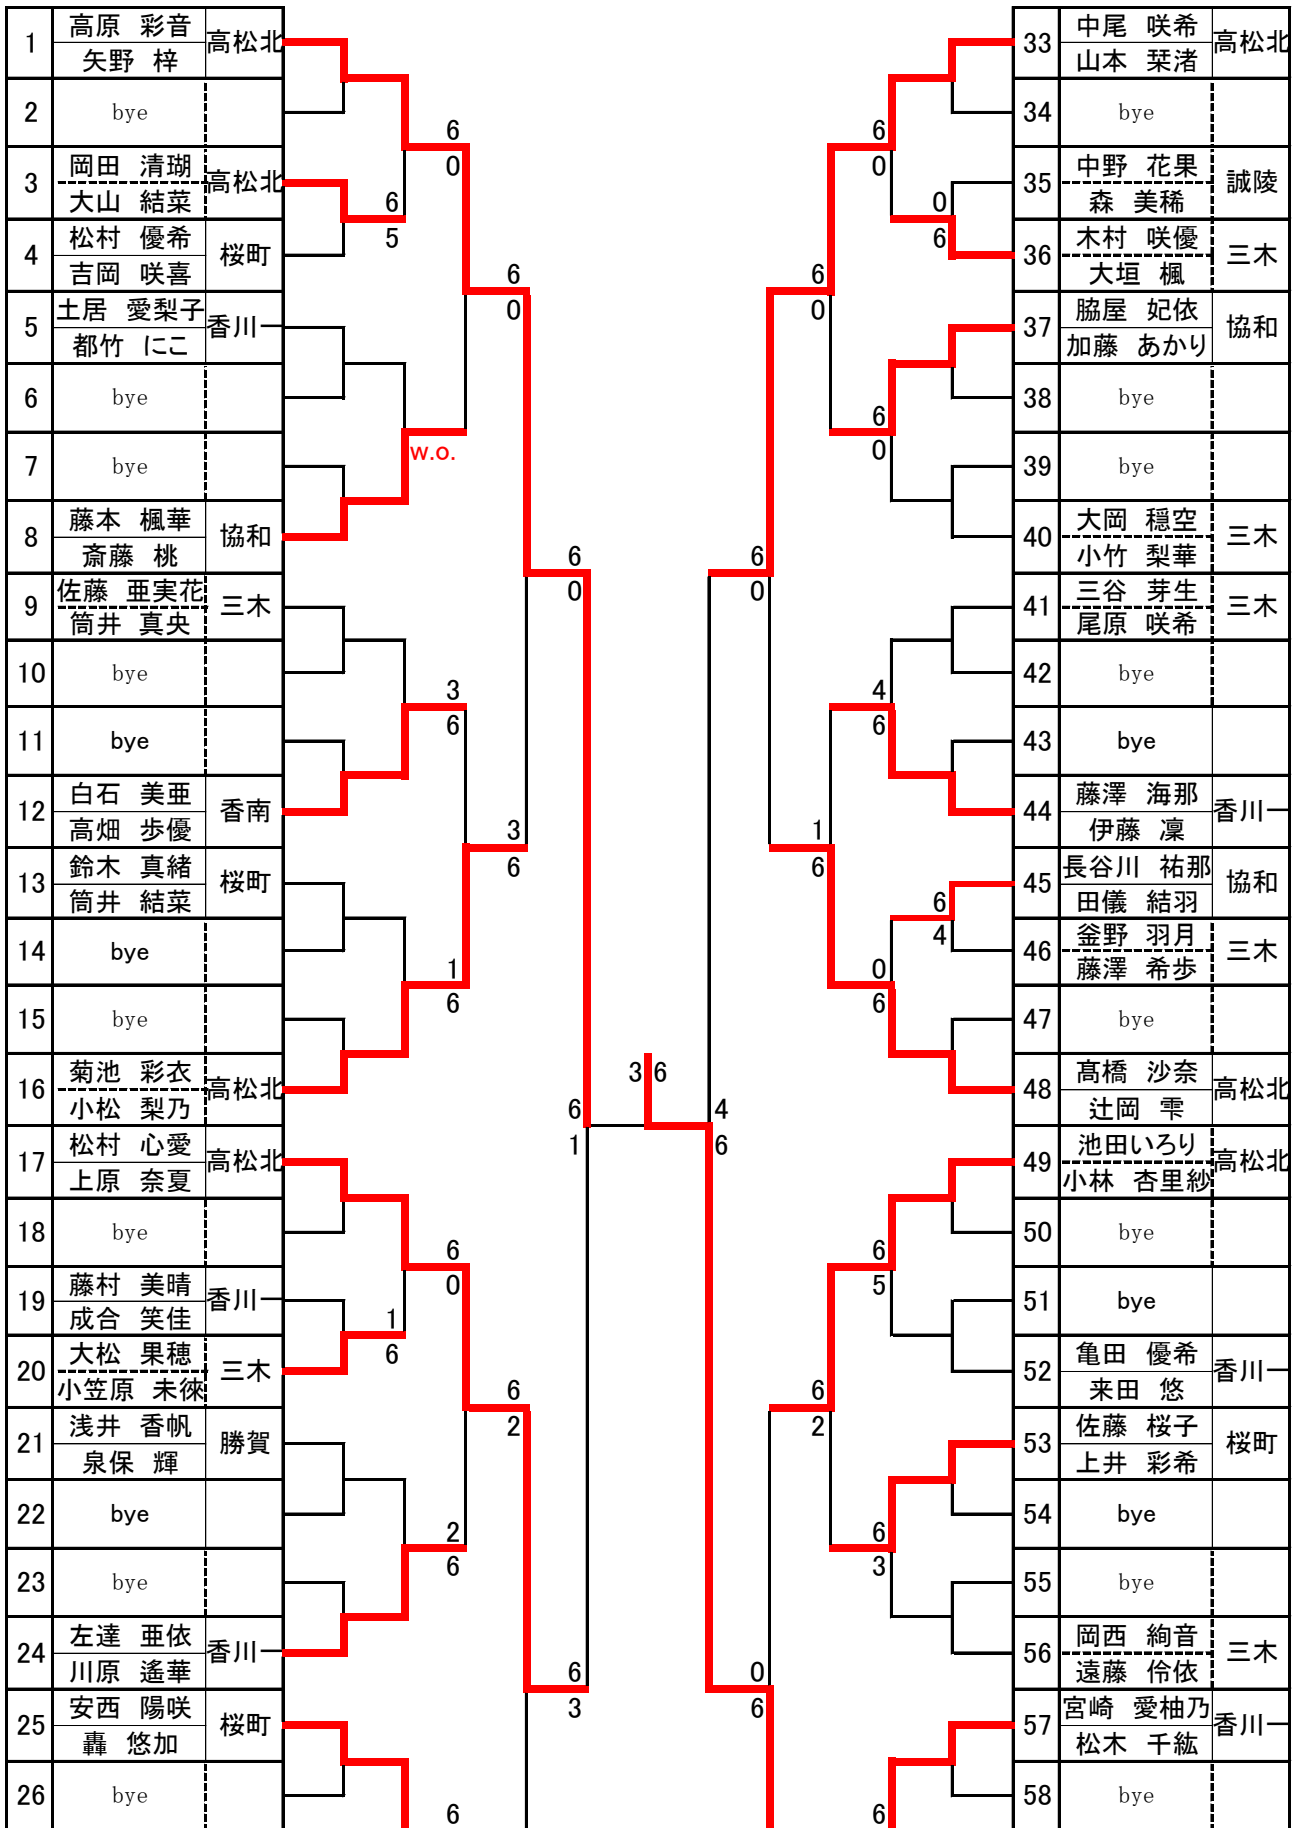 1 高原 彩音 高松北
矢野 梓
2 bye
3 岡田 清瑚 高松北
大山 結菜
4 松村 優希 桜町
吉岡 咲喜
5 土居 愛梨子 香川一
都竹 にこ
6 bye
7 bye
8 藤本 楓華 協和
斎藤 桃
9 佐藤 亜実花 三木
筒井 真央
10 bye
11 bye
12 白石 美亜 香南
高畑 歩優
13 鈴木 真緒 桜町
筒井 結菜
14 bye
15 bye
16 菊池 彩衣 高松北
小松 梨乃
17 松村 心愛 高松北
上原 奈夏
18 bye
19 藤村 美晴 香川一
成合 笑佳
20 大松 果穂 三木
小笠原 未徠
21 浅井 香帆 勝賀
泉保 輝
22 bye
23 bye
24 左達 亜依 香川一
川原 遙華
25 安西 陽咲 桜町
轟 悠加
26 bye
6
5
6
0
w.o.
6
0
3
6
1
6
3
6
6
0
1
6
6
0
2
6
6
2
6
3
6
6
1
3 6
4
6
6
0
6
0
6
0
0
6
6
0
4
6
1
6
6
4
0
6
6
5
6
2
6
3
0
6
6
33 中尾 咲希 高松北
山本 栞渚
34 bye
35 中野 花果 誠陵
森 美稀
36 木村 咲優 三木
大垣 楓
37 脇屋 妃依 協和
加藤 あかり
38 bye
39 bye
40 大岡 穏空 三木
小竹 梨華
41 三谷 芽生 三木
尾原 咲希
42 bye
43 bye
44 藤澤 海那 香川一
伊藤 凜
45 長谷川 祐那 協和
田儀 結羽
46 釜野 羽月 三木
藤澤 希歩
47 bye
48 髙橋 沙奈 高松北
辻岡 雫
49 池田いろり 高松北
小林 杏里紗
50 bye
51 bye
52 亀田 優希 香川一
来田 悠
53 佐藤 桜子 桜町
上井 彩希
54 bye
55 bye
56 岡西 絢音 三木
遠藤 伶依
57 宮崎 愛柚乃 香川一
松木 千紘
58 bye